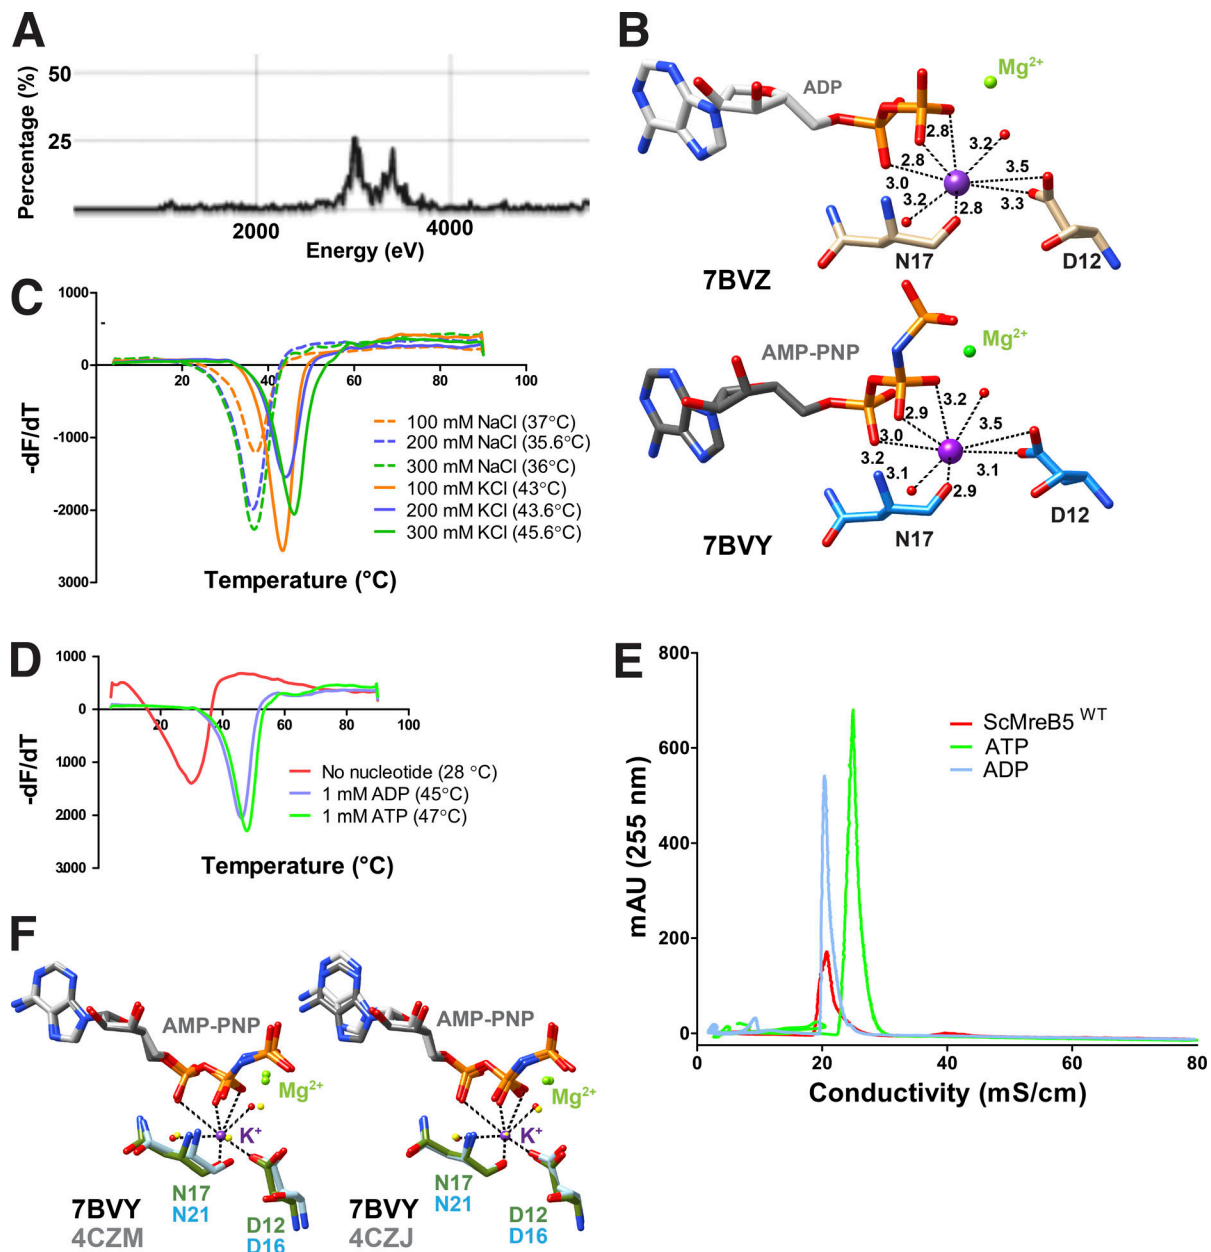 A
Percentage (%)
50
25
2000
4000
Energy (eV)
B
ADP
Mg2+
2.8
3.2
2.8
3.5
3.0
3.3
3.2
2.8
N17
D12
7BVZ
AMP-PNP
Mg2+
3.2
2.9
3.5
3.0
3.2
3.1
3.1
2.9
N17
D12
7BVY
C
1000
0
-1000
-2000
3000
20
40
60
80
100
-dF/dT
100 mM NaCl (37°C)
200 mM NaCl (35.6°C)
300 mM NaCl (36°C)
100 mM KCl (43°C)
200 mM KCl (43.6°C)
300 mM KCl (45.6°C)
Temperature (°C)
D
1000
0
1000
2000
3000
20
40
60
80
100
-dF/dT
No nucleotide (28 °C)
1 mM ADP (45°C)
1 mM ATP (47°C)
Temperature (°C)
E
800
600
400
200
0
mAU (255 nm)
0
20
40
60
80
Conductivity (mS/cm)
ScMreB5 WT
ATP
ADP
F
AMP-PNP
Mg2+
K+
N17
N21
D12
D16
7BVY
4CZM
AMP-PNP
Mg2+
K+
N17
N21
D12
D16
7BVY
4CZJ